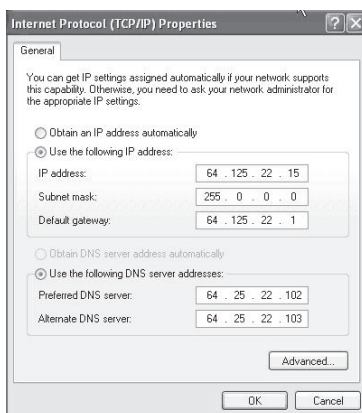 Internet Protocol (TCP/IP) Properties
General
You can get IP settings assigned automatically if your network supports
this capability. Otherwise, you need to ask your network administrator for
the appropriate IP settings.
Obtain an IP address automatically
Use the following IP address:
IP address: 64 . 125 . 22 . 15
Subnet mask: 255 . 0 . 0 . 0
Default gateway: 64 . 125 . 22 . 1
Obtain DNS server address automatically
Use the following DNS server addresses:
Preferred DNS server: 64 . 25 . 22 . 102
Alternate DNS server: 64 . 25 . 22 . 103
Advanced...
OK Cancel